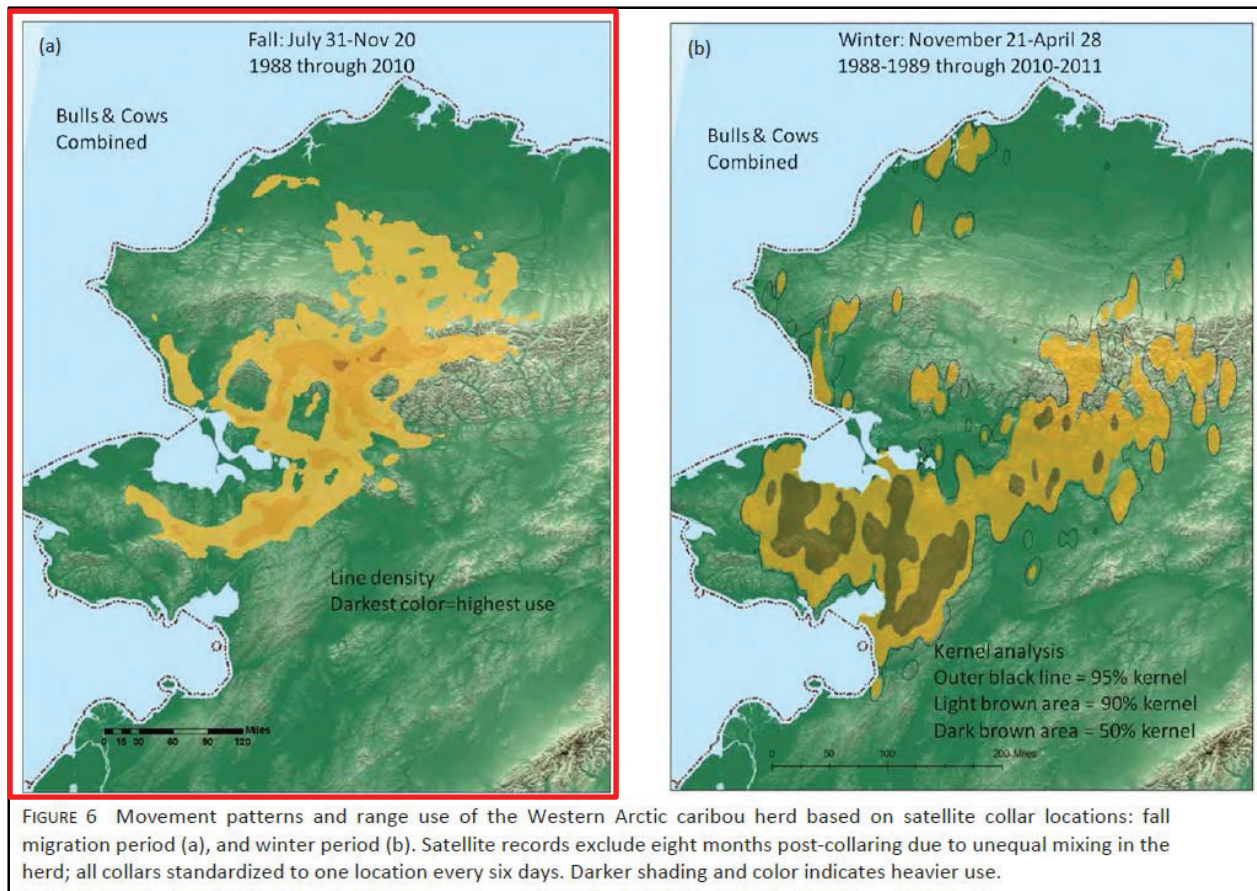 (a)
Fall: July 31-Nov 20
1988 through 2010
Bulls & Cows
Combined
Line density
Darkest color=highest use
Miles
0 15 30 60 90 120
(b)
Winter: November 21-April 28
1988-1989 through 2010-2011
Bulls & Cows
Combined
Kernel analysis
Outer black line = 95% kernel
Light brown area = 90% kernel
Dark brown area = 50% kernel
0 50 100 200 Miles
FIGURE 6 Movement patterns and range use of the Western Arctic caribou herd based on satellite collar locations: fall
migration period (a), and winter period (b). Satellite records exclude eight months post-collaring due to unequal mixing in the
herd; all collars standardized to one location every six days. Darker shading and color indicates heavier use.